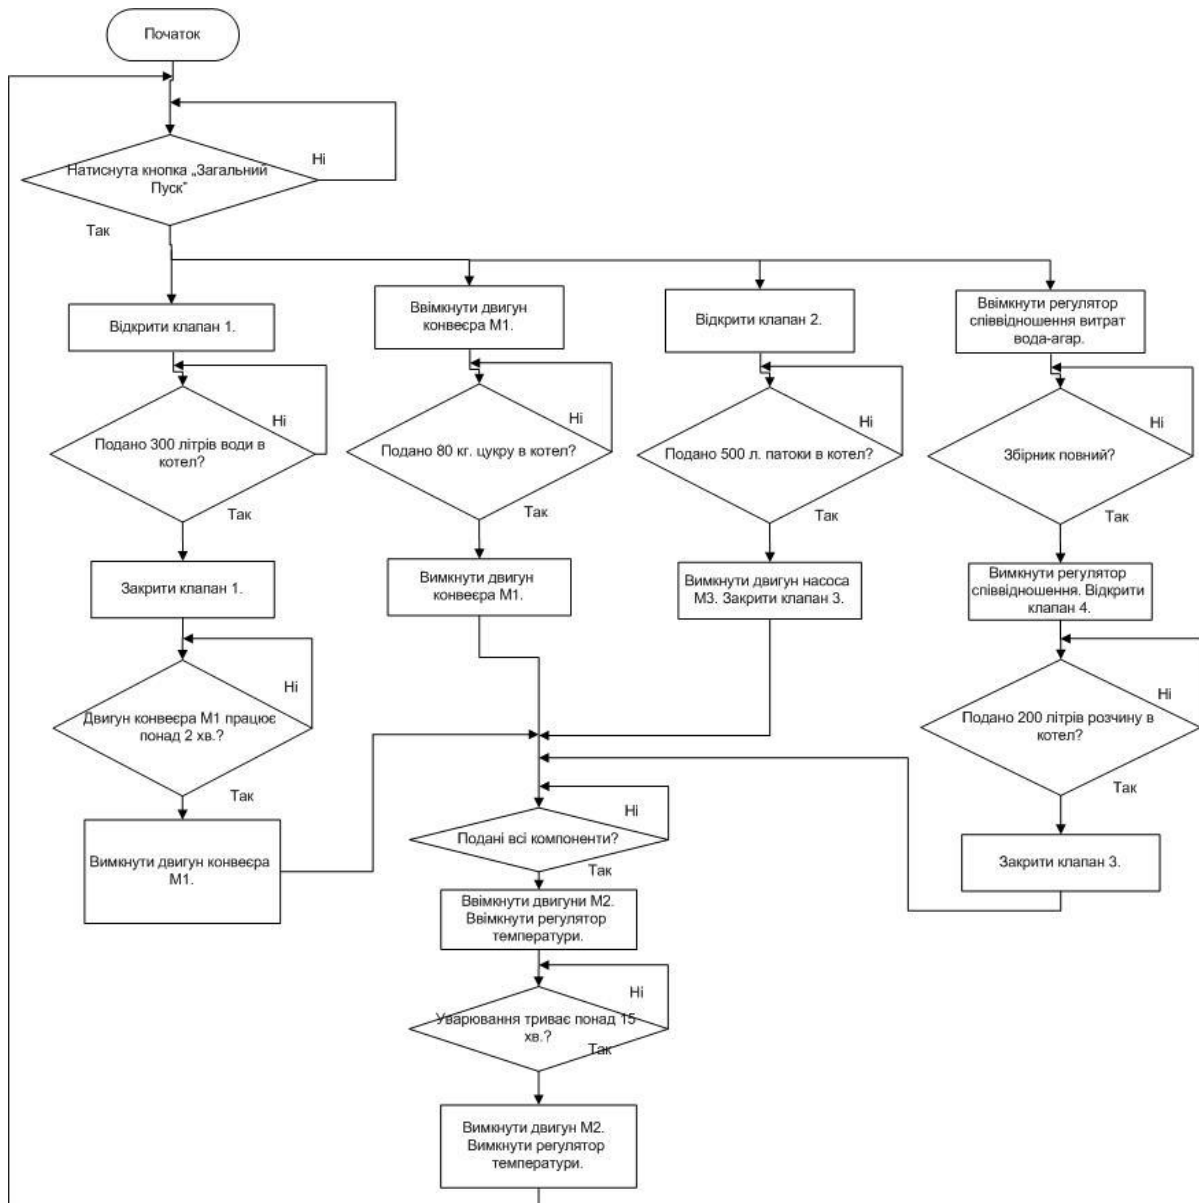 Початок
Натиснута кнопка „Загальний
Пуск”
Ні
Так
Відкрити клапан 1.
Ввімкнути двигун
конвеєра М1.
Відкрити клапан 2.
Ввімкнути регулятор
співвідношення витрат
вода-агар.
Ні
Подано 300 літрів води в
котел?
Так
Ні
Подано 80 кг. цукру в котел?
Так
Ні
Подано 500 л. патоки в котел?
Так
Ні
Збірник повний?
Так
Закрити клапан 1.
Вимкнути двигун
конвеєра М1.
Вимкнути двигун насоса
М3. Закрити клапан 3.
Вимкнути регулятор
співвідношення. Відкрити
клапан 4.
Ні
Двигун конвеєра М1 працює
понад 2 хв.?
Так
Ні
Подано 200 літрів розчину в
котел?
Так
Вимкнути двигун конвеєра
М1.
Ні
Подані всі компоненти?
Так
Закрити клапан 3.
Ввімкнути двигуни М2.
Ввімкнути регулятор
температури.
Ні
Уварювання триває понад 15
хв.?
Так
Вимкнути двигун М2.
Вимкнути регулятор
температури.